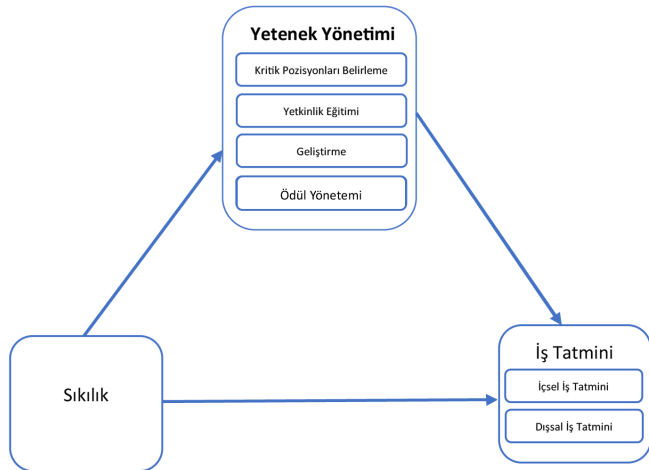 Yetenek Yönetimi
Kritik Pozisyonları Belirleme
Yetkinlik Eğitimi
Geliştirme
Ödül Yönetemi
Sıkılık
İş Tatmini
İçsel İş Tatmini
Dışsal İş Tatmini